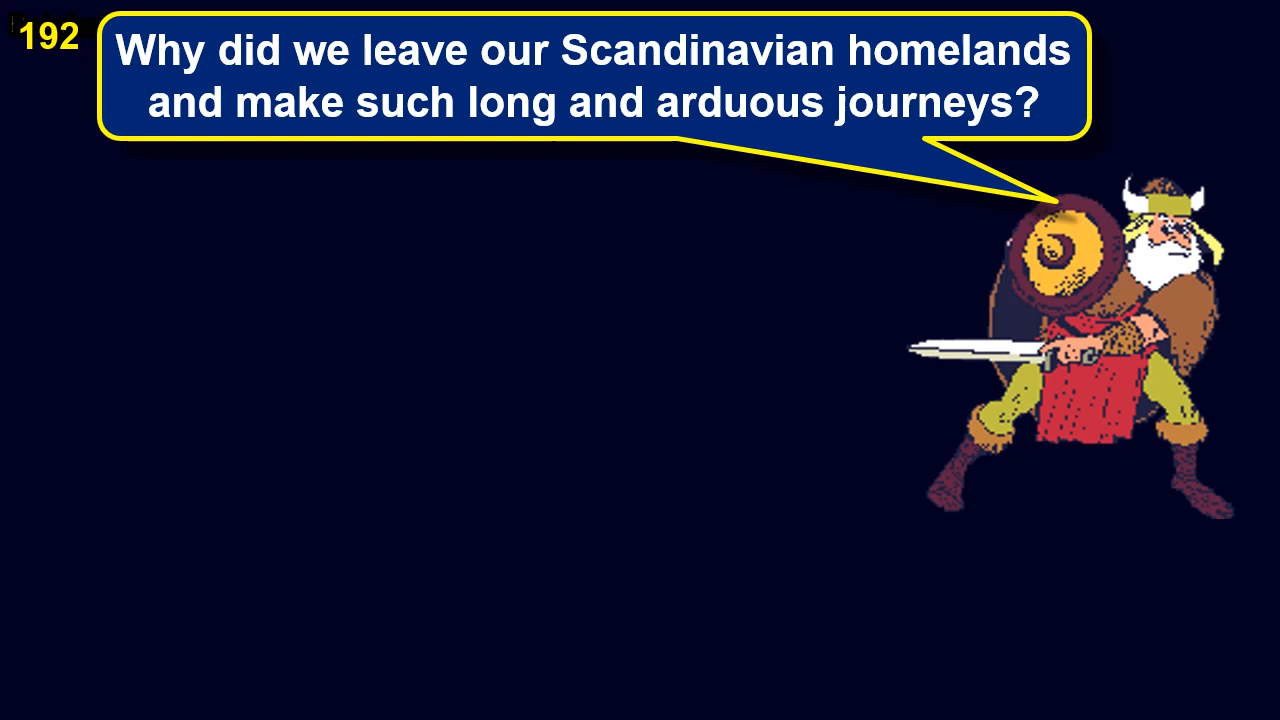 192
Why did we leave our Scandinavian homelands
and make such long and arduous journeys?